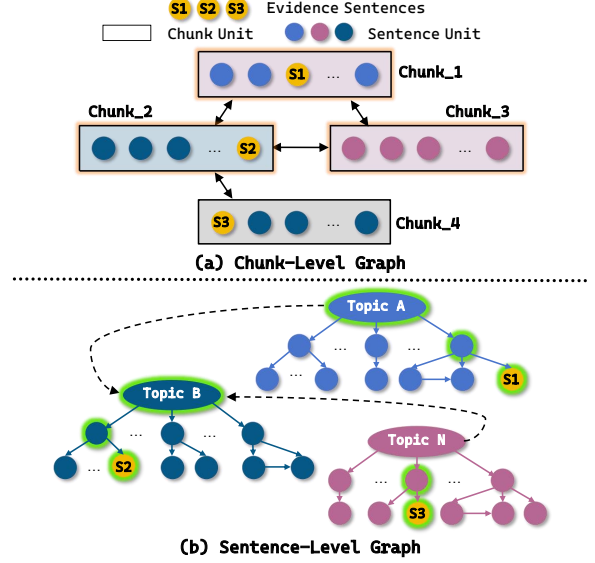 S1 S2 S3 Evidence Sentences
Chunk Unit Sentence Unit
S1 ... Chunk_1
Chunk_2 Chunk_3
... S2 ...
S3 ... Chunk_4
(a) Chunk-Level Graph
Topic A
... ...
... S1
Topic B
... ...
... S2
Topic N
... ...
S3
(b) Sentence-Level Graph